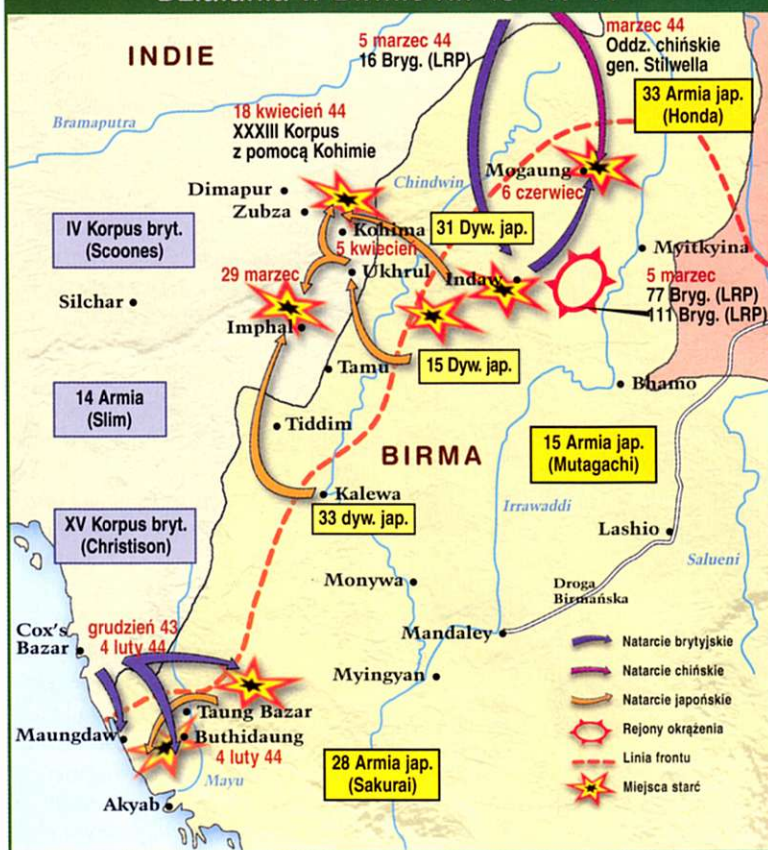 INDIE
5 marzec 44
16 Bryg. (LRP)
marzec 44
Oddz. chińskie
gen. Stilwella
33 Armia jap.
(Honda)
Bramaputra
18 kwiecień 44
XXXIII Korpus
z pomocą Kohimie
Mogaung
6 czerwiec
Chindwin
Dimapur
Zubza
IV Korpus bryt.
(Scoones)
Kohima
5 kwiecień
31 Dyw. jap.
Myitkyina
29 marzec
Ukhrul
Indaw
5 marzec
77 Bryg. (LRP)
111 Bryg. (LRP)
Silchar
Imphal
Tamu
15 Dyw. jap.
Bhamo
14 Armia
(Slim)
Tiddim
BIRMA
15 Armia jap.
(Mutagachi)
Kalewa
33 dyw. jap.
Irrawaddi
XV Korpus bryt.
(Christison)
Lashio
Salueni
Monywa
Droga
Birmańska
Cox's
Bazar
grudzień 43
4 luty 44
Mandaley
Myingyan
Natarcie brytyjskie
Natarcie chińskie
Natarcie japońskie
Rejony okrążenia
Linia frontu
Miejsca starć
Taung Bazar
Maungdaw
Buthidaung
4 luty 44
28 Armia jap.
(Sakurai)
Mayu
Akyab